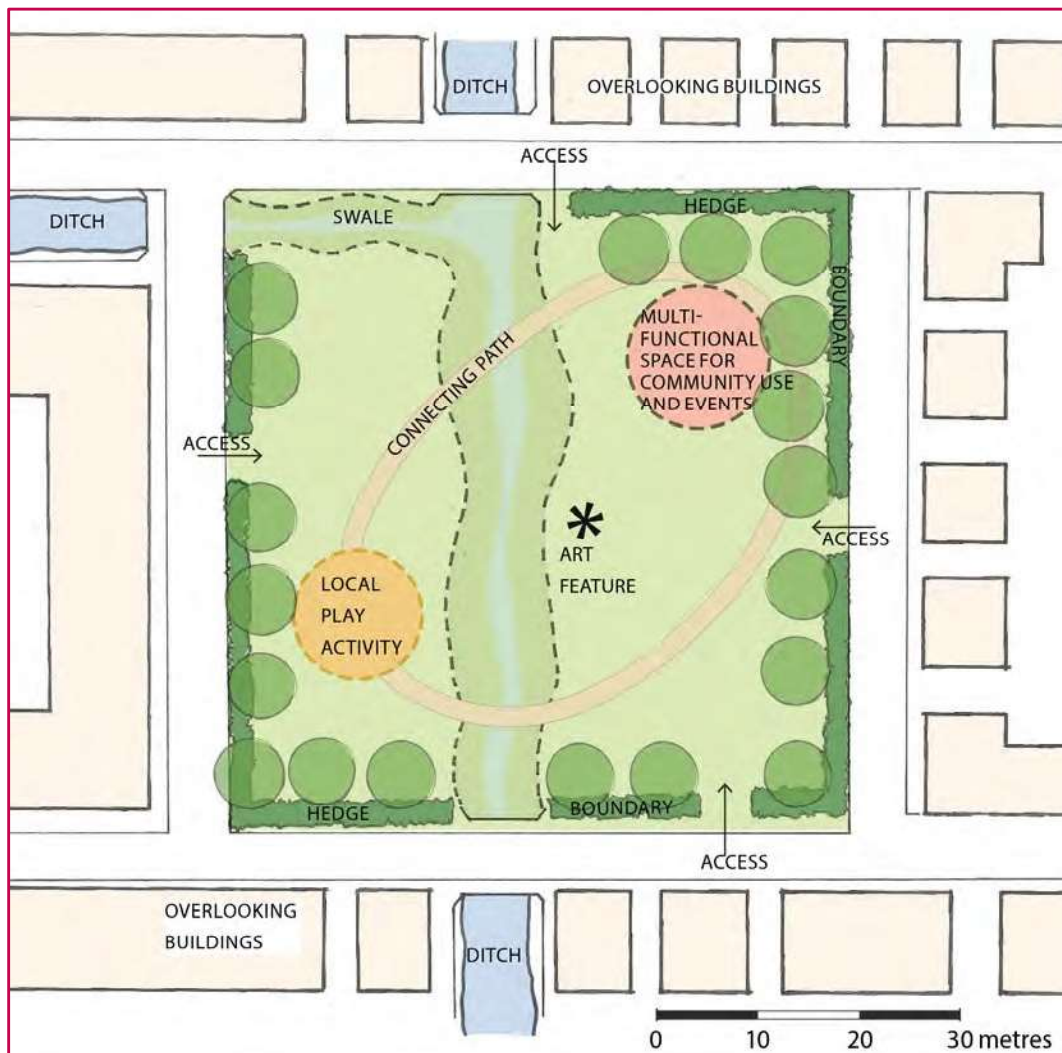 DITCH
OVERLOOKING BUILDINGS
ACCESS
DITCH
SWALE
HEDGE
BOUNDARY
MULTI-
FUNCTIONAL
SPACE FOR
COMMUNITY USE
AND EVENTS
CONNECTING PATH
ACCESS
ART
FEATURE
ACCESS
LOCAL
PLAY
ACTIVITY
HEDGE
BOUNDARY
ACCESS
OVERLOOKING
BUILDINGS
DITCH
0 10 20 30 metres